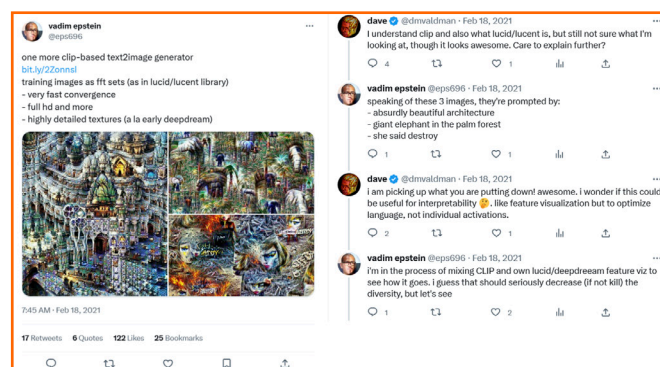 vadim epstein
@eps696
one more clip-based text2image generator
bit.ly/2Zonnsl
training images as fft sets (as in lucid/lucent library)
- very fast convergence
- full hd and more
- highly detailed textures (a la early deepdream)
7:45 AM · Feb 18, 2021
17 Retweets 6 Quotes 122 Likes 25 Bookmarks
dave @dmvaldman · Feb 18, 2021
I understand clip and also what lucid/lucent is, but still not sure what I'm
looking at, though it looks awesome. Care to explain further?
4 1
vadim epstein @eps696 · Feb 18, 2021
speaking of these 3 images, they're prompted by:
- absurdly beautiful architecture
- giant elephant in the palm forest
- she said destroy
1 1
dave @dmvaldman · Feb 18, 2021
i am picking up what you are putting down! awesome. i wonder if this could
be useful for interpretability 🤔. like feature visualization but to optimize
language, not individual activations.
2 1
vadim epstein @eps696 · Feb 18, 2021
i'm in the process of mixing CLIP and own lucid/deepdreeam feature viz to
see how it goes. i guess that should seriously decrease (if not kill) the
diversity, but let's see
1 2